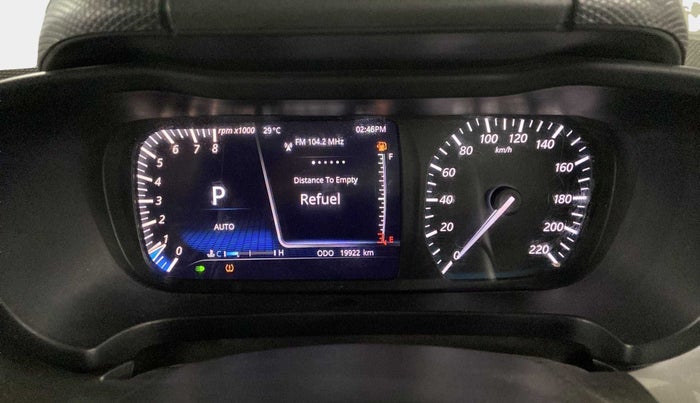 rpm x1000 29°C 02:46PM
FM 104.2 MHz
Distance To Empty
Refuel
P
AUTO
0 1 2 3 4 5 6 7 8
F
E
C H ODO 19922 km
0 20 40 60 80 100 120 140 160 180 200 220
km/h